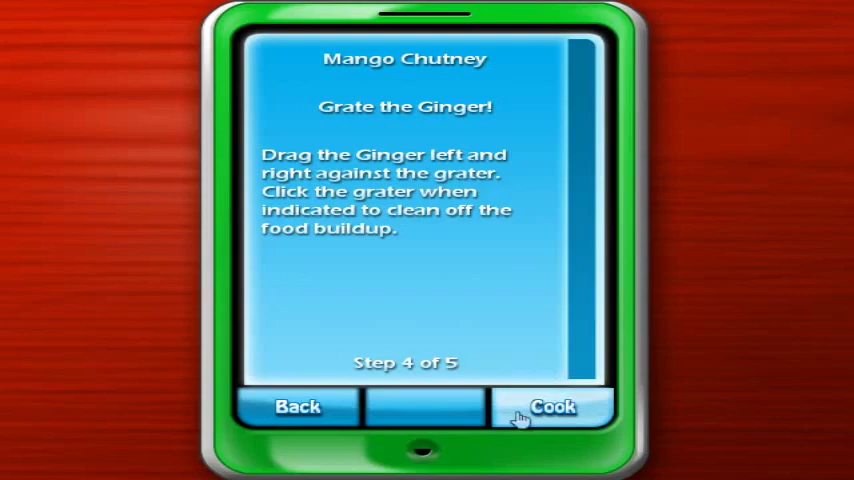 Mango Chutney
Grate the Ginger!
Drag the Ginger left and
right against the grater.
Click the grater when
indicated to clean off the
food buildup.
Step 4 of 5
Back
Cook